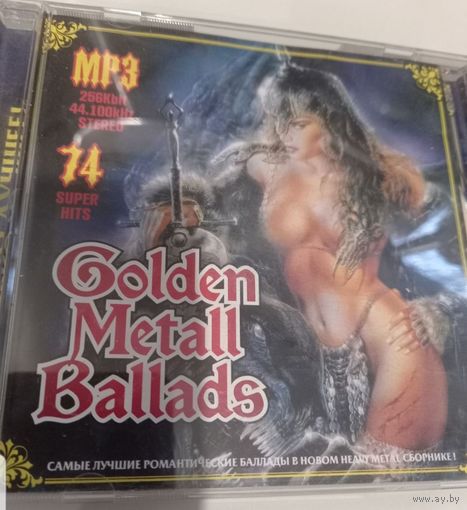 MP3
256Kbit
44.100kHz
STEREO
74
SUPER
HITS
Golden
Metall
Ballads
САМЫЕ ЛУЧШИЕ РОМАНТИЧЕСКИЕ БАЛЛАДЫ В НОВОМ HEAVY METAL СБОРНИКЕ !
www.ay.by